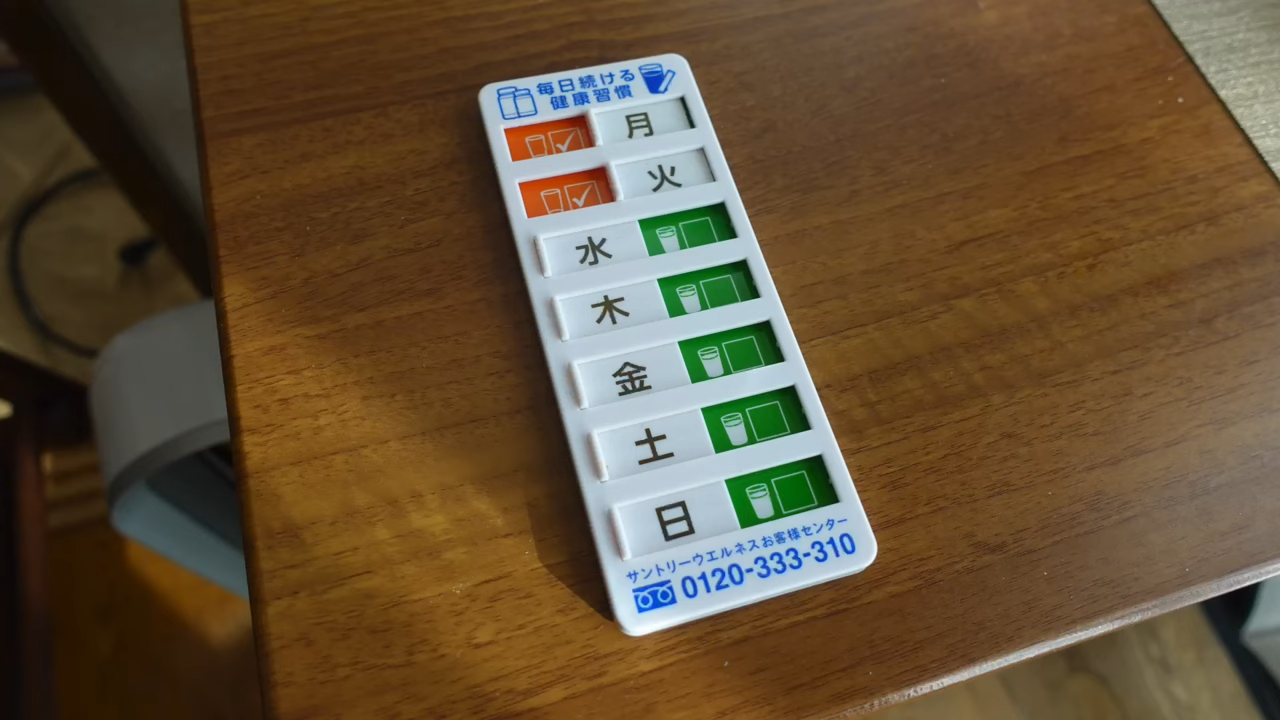 毎日続ける
健康習慣
月
火
水
木
金
土
日
サントリーウエルネスお客様センター
0120-333-310